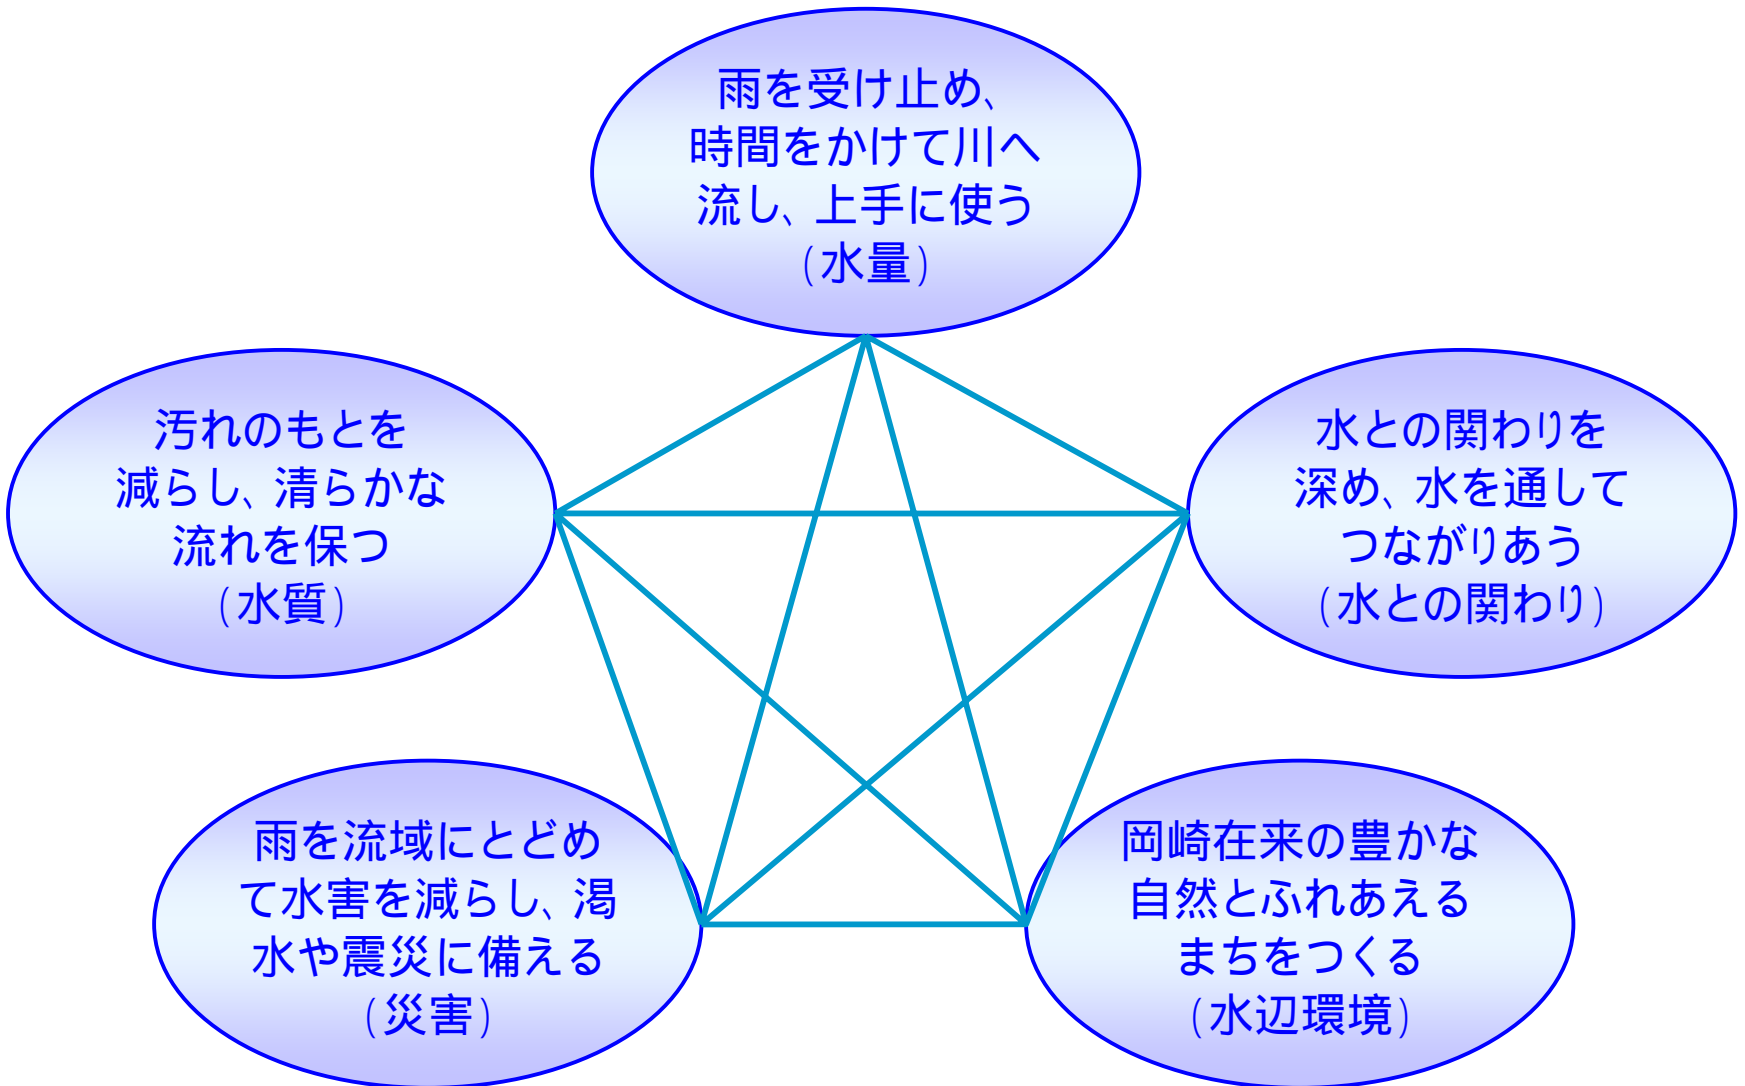 雨を受け止め、
時間をかけて川へ
流し、上手に使う
（水量）
汚れのもとを
減らし、清らかな
流れを保つ
（水質）
水との関わりを
深め、水を通して
つながりあう
（水との関わり）
雨を流域にとどめ
て水害を減らし、渇
水や震災に備える
（災害）
岡崎在来の豊かな
自然とふれあえる
まちをつくる
（水辺環境）